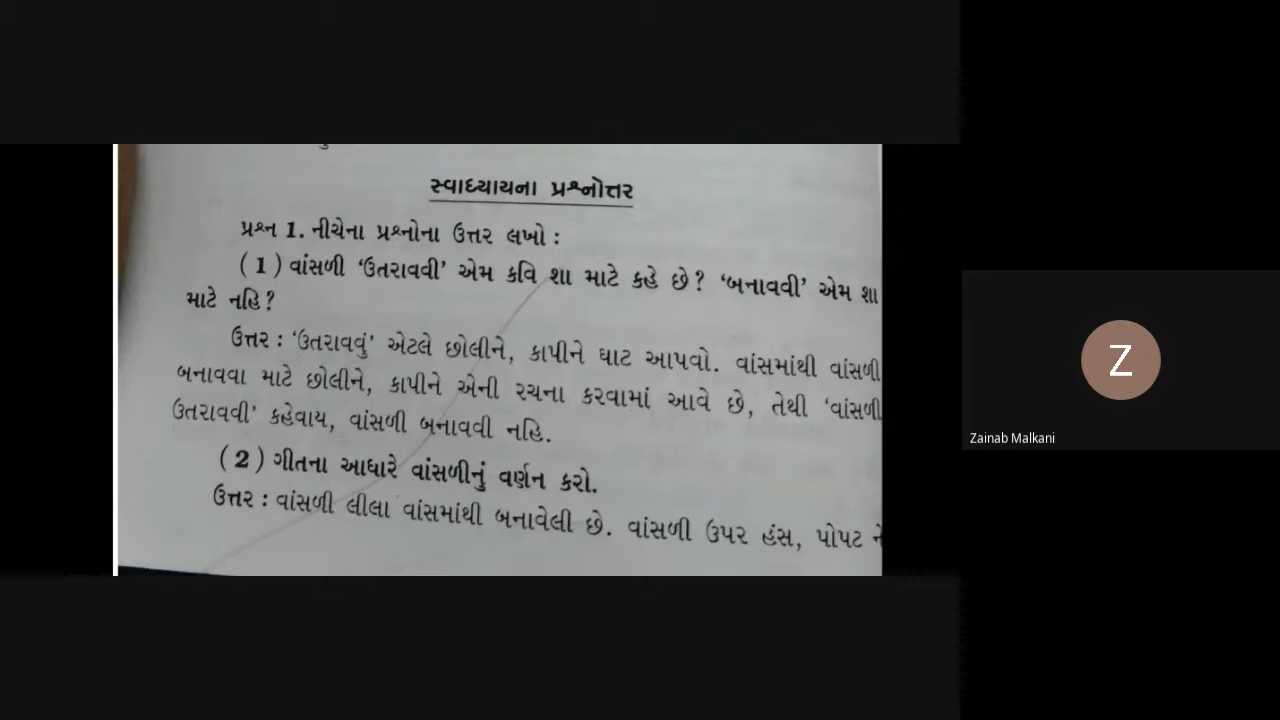 સ્વાધ્યાયના પ્રશ્નોત્તર
પ્રશ્ન 1. નીચેના પ્રશ્નોના ઉત્તર લખો :
( 1 ) વાંસળી ‘ઉતરાવવી’ એમ કવિ શા માટે કહે છે? ‘બનાવવી’ એમ શા
માટે નહિ?
ઉત્તર : ‘ઉતરાવવું’ એટલે છોલીને, કાપીને ઘાટ આપવો. વાંસમાંથી વાંસળી
બનાવવા માટે છોલીને, કાપીને એની રચના કરવામાં આવે છે, તેથી ‘વાંસળી
ઉતરાવવી’ કહેવાય, વાંસળી બનાવવી નહિ.
( 2 ) ગીતના આધારે વાંસળીનું વર્ણન કરો.
ઉત્તર : વાંસળી લીલા વાંસમાંથી બનાવેલી છે. વાંસળી ઉપર હંસ, પોપટ
Z
Zainab Malkani